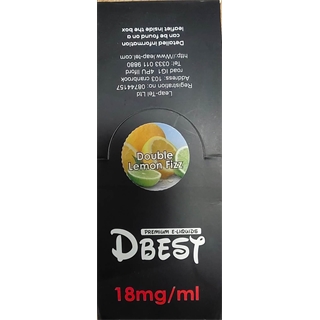 Leap-Tel Ltd
Registration no: 08744157
Address: 103 cranbrook
road IG1 4PU Ilford
Tel: 0333 011 9880
http://www.leap-tel.com
Detailed information
can be found on a
leaflet inside the box
Double
Lemon Fizz
PREMIUM E-LIQUIDS
DBEST
18mg/ml